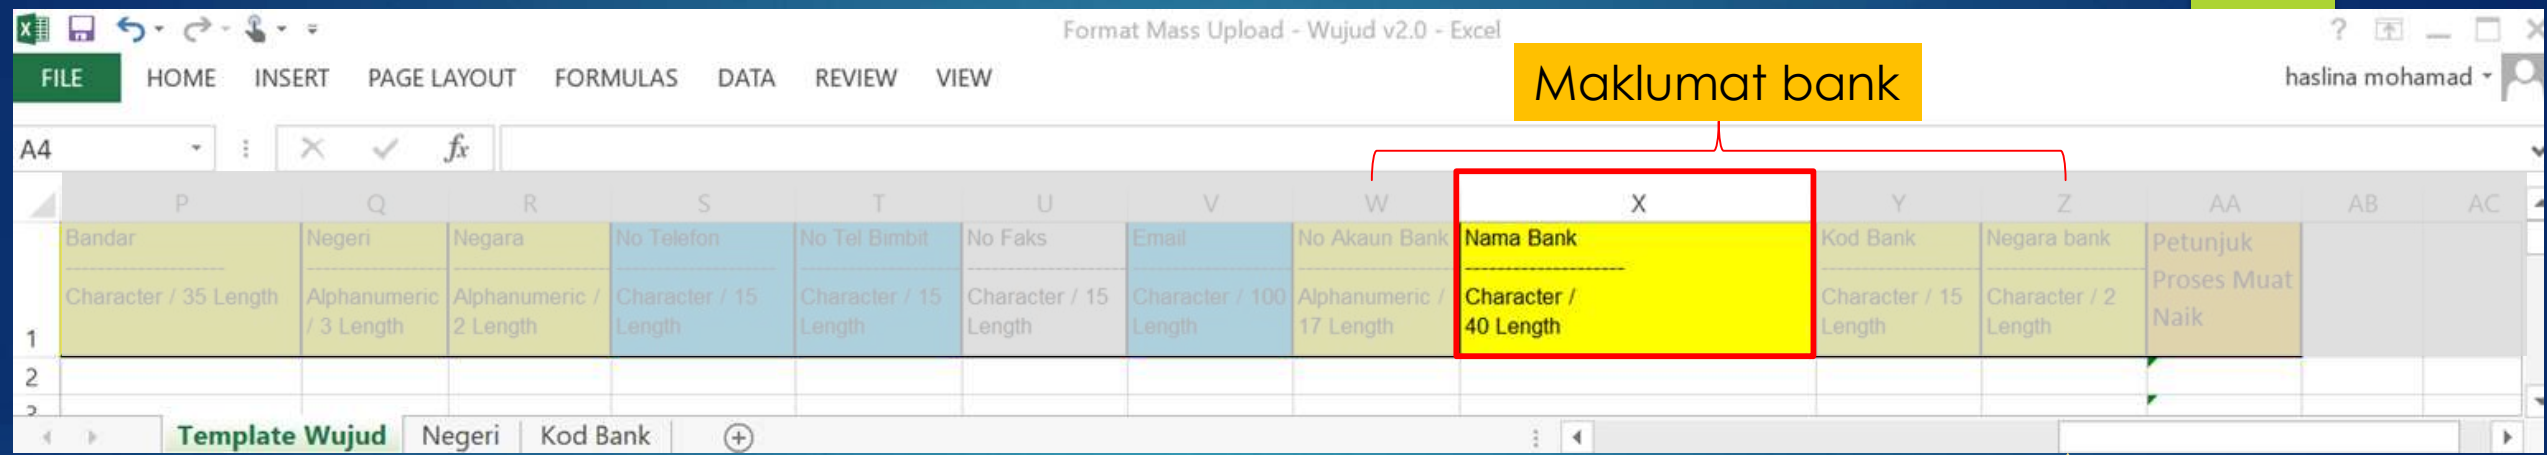 Format Mass Upload - Wujud v2.0 - Excel
?
FILE HOME INSERT PAGE LAYOUT FORMULAS DATA REVIEW VIEW
Maklumat bank
haslina mohamad
A4
fx
P Q R S T U V W X Y Z AA AB AC
1
Bandar
--------------------
Character / 35 Length
Negeri
--------------------
Alphanumeric
/ 3 Length
Negara
--------------------
Alphanumeric /
2 Length
No Telefon
--------------------
Character / 15
Length
No Tel Bimbit
--------------------
Character / 15
Length
No Faks
--------------------
Character / 15
Length
Email
--------------------
Character / 100
Length
No Akaun Bank
--------------------
Alphanumeric /
17 Length
Nama Bank
--------------------
Character /
40 Length
Kod Bank
--------------------
Character / 15
Length
Negara bank
--------------------
Character / 2
Length
Petunjuk
Proses Muat
Naik
2
3
Template Wujud Negeri Kod Bank